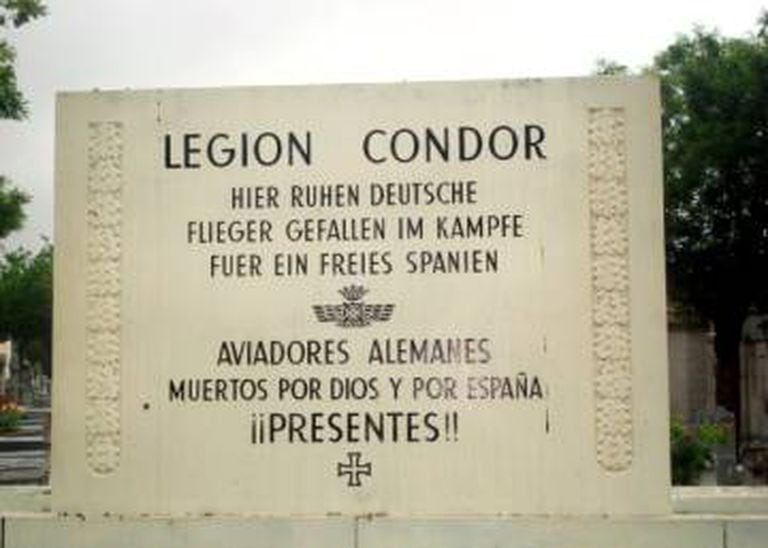 LEGION CONDOR
HIER RUHEN DEUTSCHE
FLIEGER GEFALLEN IM KAMPFE
FUER EIN FREIES SPANIEN
AVIADORES ALEMANES
MUERTOS POR DIOS Y POR ESPAÑA
¡¡PRESENTES!!